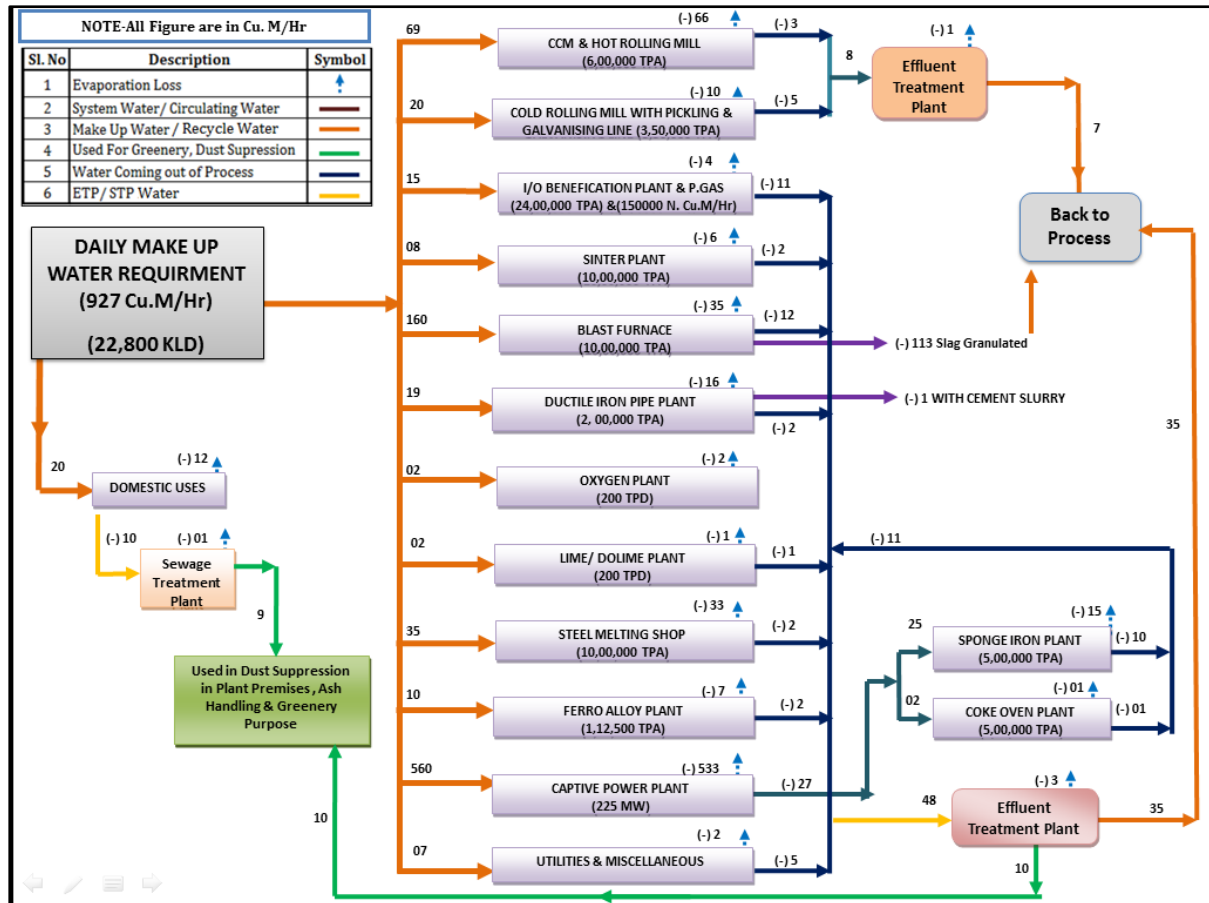 NOTE-All Figure are in Cu. M/Hr
Sl. No Description Symbol
1 Evaporation Loss
2 System Water/ Circulating Water
3 Make Up Water / Recycle Water
4 Used For Greenery, Dust Supression
5 Water Coming out of Process
6 ETP/ STP Water
DAILY MAKE UP
WATER REQUIRMENT
(927 Cu.M/Hr)
(22,800 KLD)
20
(-) 12
DOMESTIC USES
(-) 10
(-) 01
Sewage
Treatment
Plant
9
Used in Dust Suppression
in Plant Premises , Ash
Handling & Greenery
Purpose
10
69
(-) 66
(-) 3
CCM & HOT ROLLING MILL
(6,00,000 TPA)
20
(-) 10
(-) 5
COLD ROLLING MILL WITH PICKLING &
GALVANISING LINE (3,50,000 TPA)
8
(-) 1
Effluent
Treatment
Plant
7
Back to
Process
15
(-) 4
(-) 11
I/O BENEFICATION PLANT & P.GAS
(24,00,000 TPA) &(150000 N. Cu.M/Hr)
08
(-) 6
(-) 2
SINTER PLANT
(10,00,000 TPA)
160
(-) 35
(-) 12
BLAST FURNACE
(10,00,000 TPA)
(-) 113 Slag Granulated
19
(-) 16
DUCTILE IRON PIPE PLANT
(2, 00,000 TPA)
(-) 1 WITH CEMENT SLURRY
(-) 2
35
02
(-) 2
OXYGEN PLANT
(200 TPD)
02
(-) 1
(-) 1
LIME/ DOLIME PLANT
(200 TPD)
(-) 11
35
(-) 33
(-) 2
STEEL MELTING SHOP
(10,00,000 TPA)
25
(-) 15
(-) 10
SPONGE IRON PLANT
(5,00,000 TPA)
10
(-) 7
(-) 2
FERRO ALLOY PLANT
(1,12,500 TPA)
02
(-) 01
(-) 01
COKE OVEN PLANT
(5,00,000 TPA)
560
(-) 533
(-) 27
CAPTIVE POWER PLANT
(225 MW)
48
(-) 3
Effluent
Treatment Plant
35
10
07
(-) 2
(-) 5
UTILITIES & MISCELLANEOUS